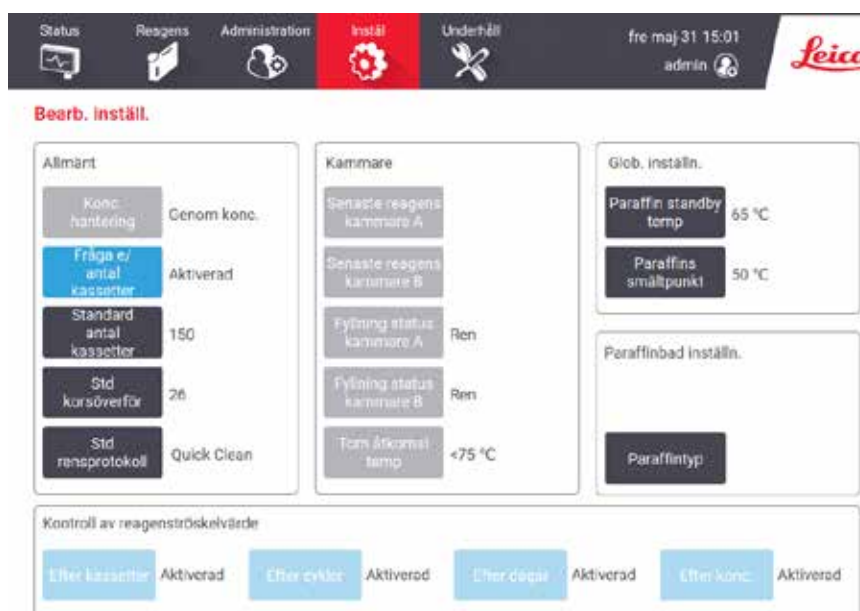 Status Reagens Administration Inställ Underhåll
fre maj 31 15:01
admin
Leica
Bearb. inställ.
Allmänt
Konc.
hantering
Genom konc.
Fråga e/
antal
kassetter
Aktiverad
Standard
antal
kassetter
150
Std
korsöverför
26
Std
rensprotokoll
Quick Clean
Kammare
Senaste reagens
kammare A
Senaste reagens
kammare B
Fyllning status
kammare A
Ren
Fyllning status
kammare B
Ren
Tom åtkomst
temp
<75 °C
Glob. inställn.
Paraffin standby
temp
65 °C
Paraffins
smältpunkt
50 °C
Paraffinbad inställn.
Paraffintyp
Kontroll av reagenströskelvärde
Efter kassetter Aktiverad Efter cykler Aktiverad Efter dagar Aktiverad Efter konc. Aktiverad